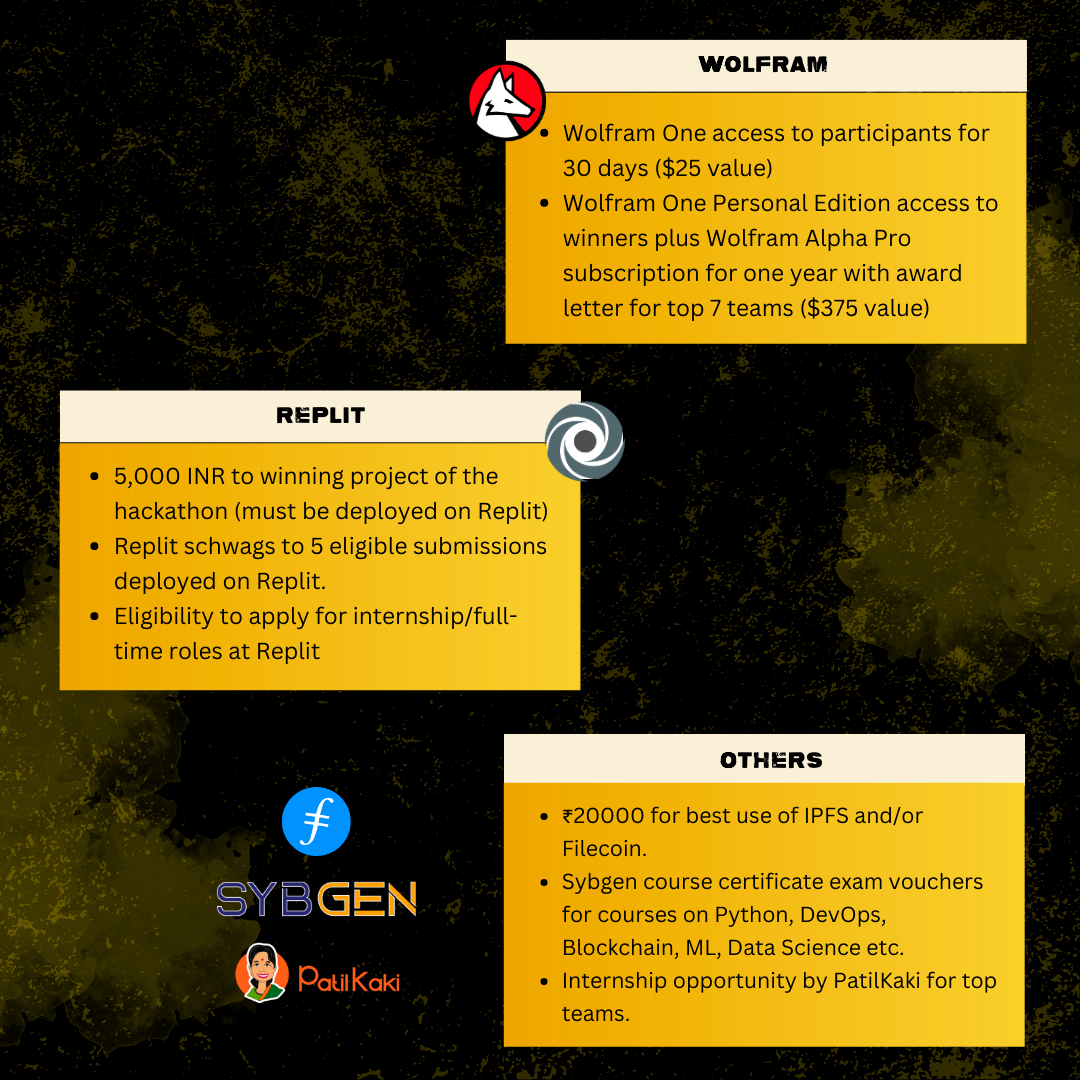 WOLFRAM
• Wolfram One access to participants for
30 days ($25 value)
• Wolfram One Personal Edition access to
winners plus Wolfram Alpha Pro
subscription for one year with award
letter for top 7 teams ($375 value)
REPLIT
• 5,000 INR to winning project of the
hackathon (must be deployed on Replit)
• Replit schwags to 5 eligible submissions
deployed on Replit.
• Eligibility to apply for internship/full-
time roles at Replit
OTHERS
• ₹20000 for best use of IPFS and/or
Filecoin.
• Sybgen course certificate exam vouchers
for courses on Python, DevOps,
Blockchain, ML, Data Science etc.
• Internship opportunity by PatilKaki for top
teams.
SYBGEN
PatilKaki